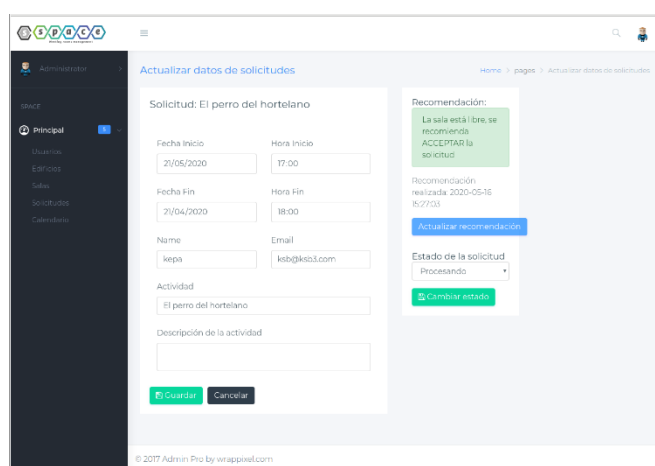 SSPACE
Administrator
Actualizar datos de solicitudes
Home > pages > Actualizar datos de solicitudes
SPACE
Principal
Usuarios
Edificios
Salas
Solicitudes
Calendario
Solicitud: El perro del hortelano
Fecha Inicio
Hora Inicio
21/05/2020
17:00
Fecha Fin
Hora Fin
21/04/2020
18:00
Name
Email
kepa
ksb@ksb3.com
Actividad
El perro del hortelano
Descripción de la actividad
Guardar
Cancelar
Recomendación:
La sala está libre, se
recomienda
ACCEPTAR la
solicitud
Recomendación
realizada: 2020-05-16
15:27:03
Actualizar recomendación
Estado de la solicitud
Procesando
Cambiar estado
© 2017 Admin Pro by wrappixel.com